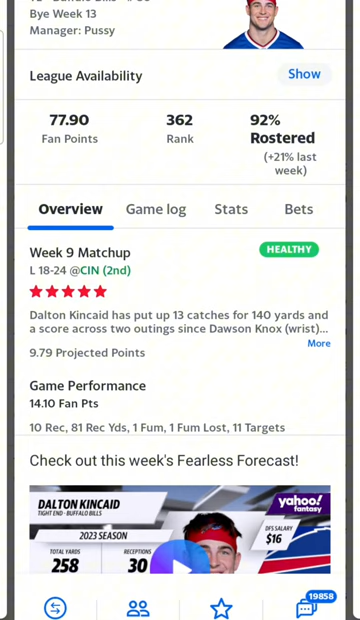 Bye Week 13
Manager: Pussy
League Availability
Show
77.90
Fan Points
362
Rank
92%
Rostered
(+21% last
week)
Overview
Game log
Stats
Bets
Week 9 Matchup
HEALTHY
L 18-24 @CIN (2nd)
Dalton Kincaid has put up 13 catches for 140 yards and
a score across two outings since Dawson Knox (wrist)...
More
9.79 Projected Points
Game Performance
14.10 Fan Pts
10 Rec, 81 Rec Yds, 1 Fum, 1 Fum Lost, 11 Targets
Check out this week's Fearless Forecast!
DALTON KINCAID
TIGHT END · BUFFALO BILLS
yahoo!
fantasy
2023 SEASON
DFS SALARY
$16
TOTAL YARDS
258
RECEPTIONS
30
19858